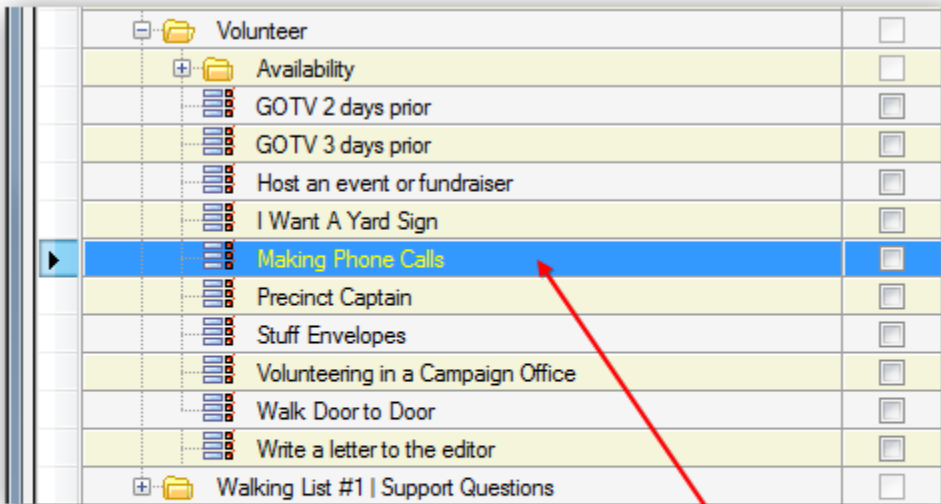 Volunteer
Availability
GOTV 2 days prior
GOTV 3 days prior
Host an event or fundraiser
I Want A Yard Sign
Making Phone Calls
Precinct Captain
Stuff Envelopes
Volunteering in a Campaign Office
Walk Door to Door
Write a letter to the editor
Walking List #1 | Support Questions